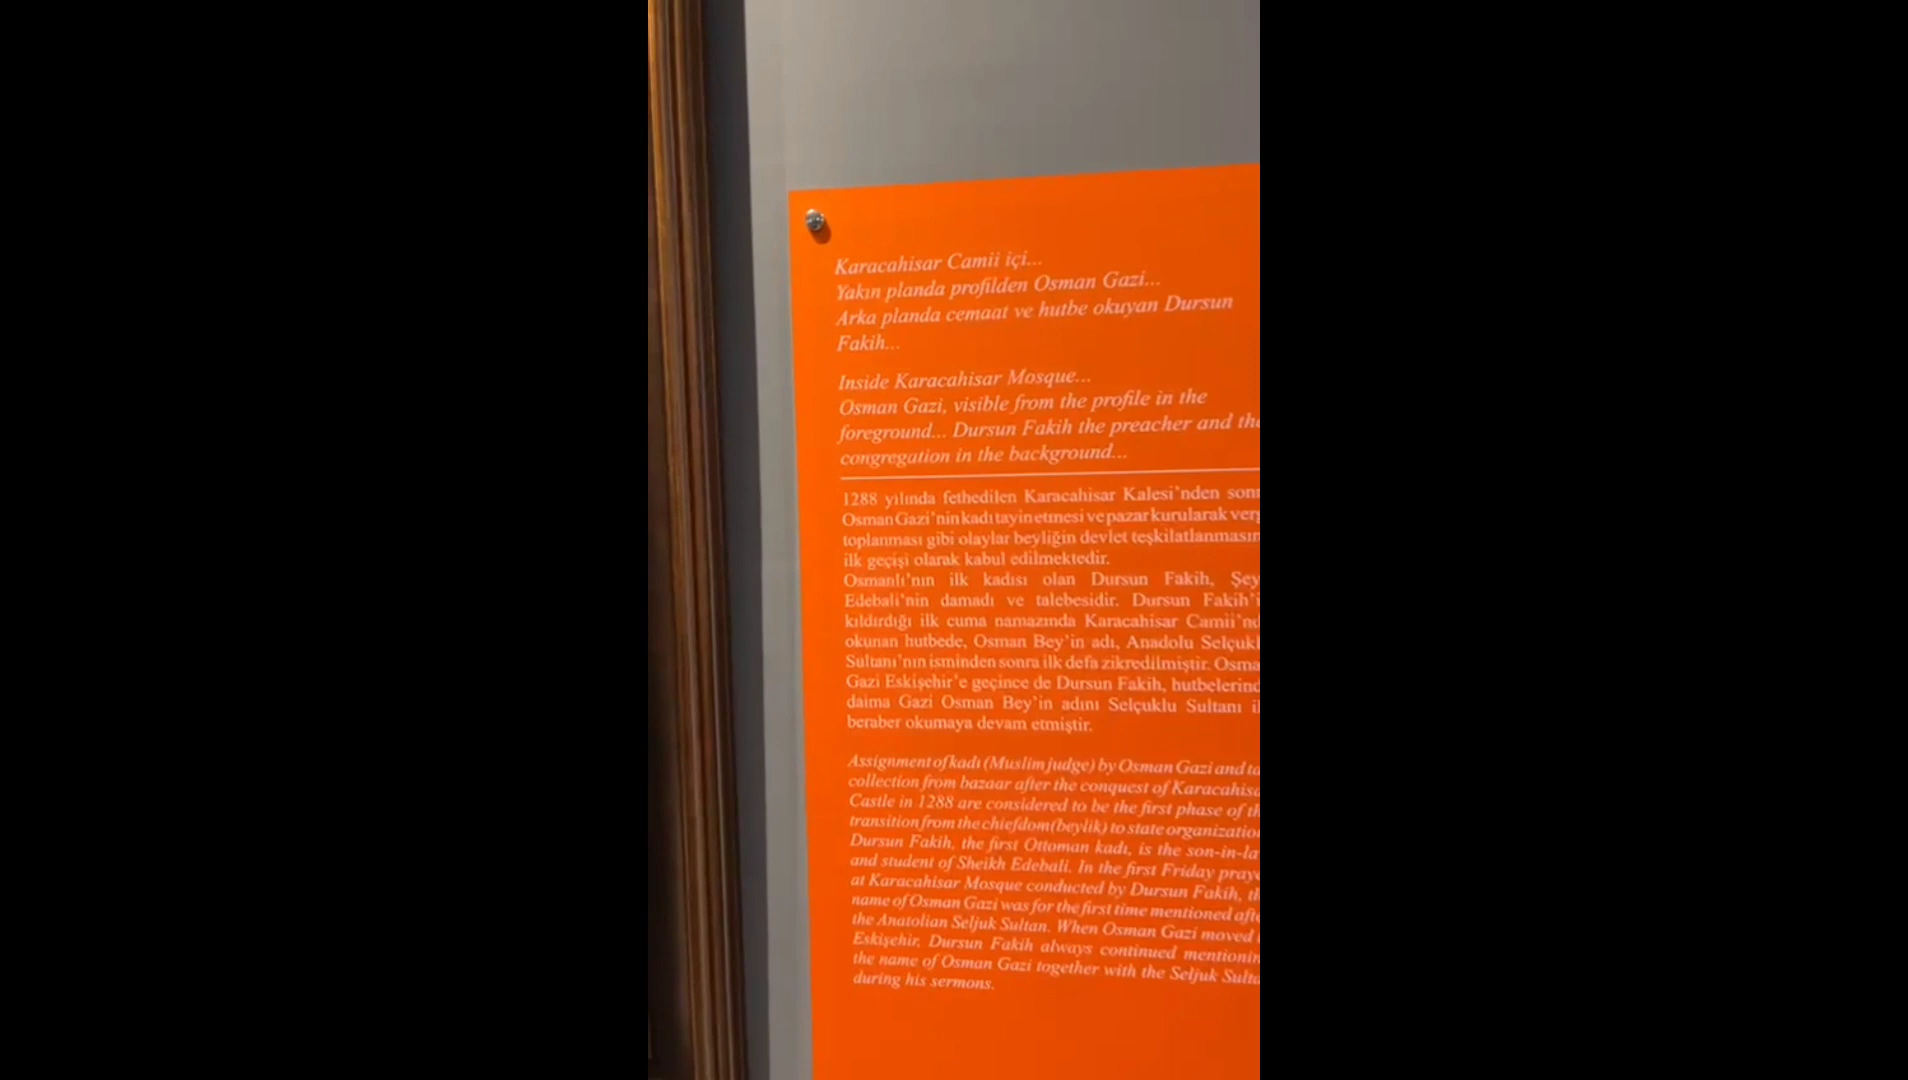 Karacahisar Camii içi...
Yakın planda profilden Osman Gazi...
Arka planda cemaat ve hutbe okuyan Dursun
Fakih...
Inside Karacahisar Mosque...
Osman Gazi, visible from the profile in the
foreground... Dursun Fakih the preacher and the
congregation in the background...
1288 yılında fethedilen Karacahisar Kalesi'nden
Osman Gazi'nin kadı tayin etmesi ve pazar kurularak
toplanması gibi olaylar beyliğin devlet
ilk geçişi olarak kabul edilmektedir.
Osmanlı'nın ilk kadısı olan Dursun Fakih,
Edebali'nin damadı ve talebesidir. Dursun
kıldırdığı ilk cuma namazında Karacahisar
okunan hutbede, Osman Bey'in adı, Anadolu
Sultanı'nın isminden sonra ilk defa zikredilmiştir.
Gazi Eskişehir'e geçince de Dursun Fakih,
daima Gazi Osman Bey'in adını Selçuklu Sultanı
beraber okumaya devam etmiştir.
Assignment of kadı (Muslim judge) by Osman Gazi and
collection from bazaar after the conquest of
Castle in 1288 are considered to be the first phase of
transition from the chiefdom(beylik) to state
Dursun Fakih, the first Ottoman kadı, is the
and student of Sheikh Edebali. In the first Friday
at Karacahisar Mosque conducted by Dursun Fakih,
name of Osman Gazi was for the first time mentioned
the Anatolian Seljuk Sultan. When Osman Gazi moved
Eskişehir, Dursun Fakih always continued
the name of Osman Gazi together with the Seljuk
during his sermons.